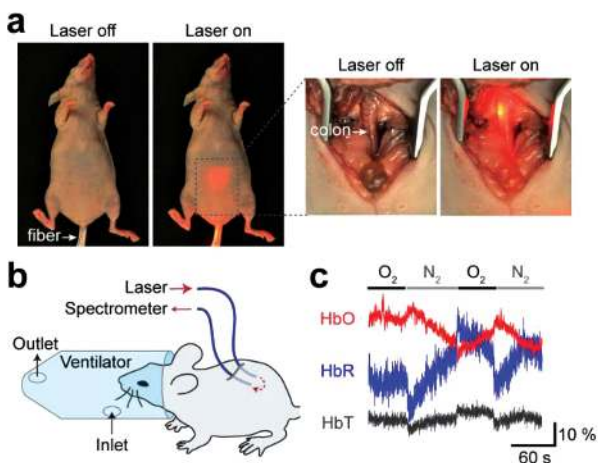 a
Laser off
Laser on
Laser off
Laser on
colon
fiber
b
Laser
Spectrometer
Outlet
Ventilator
Inlet
c
O₂ N₂ O₂ N₂
HbO
HbR
HbT
10 %
60 s